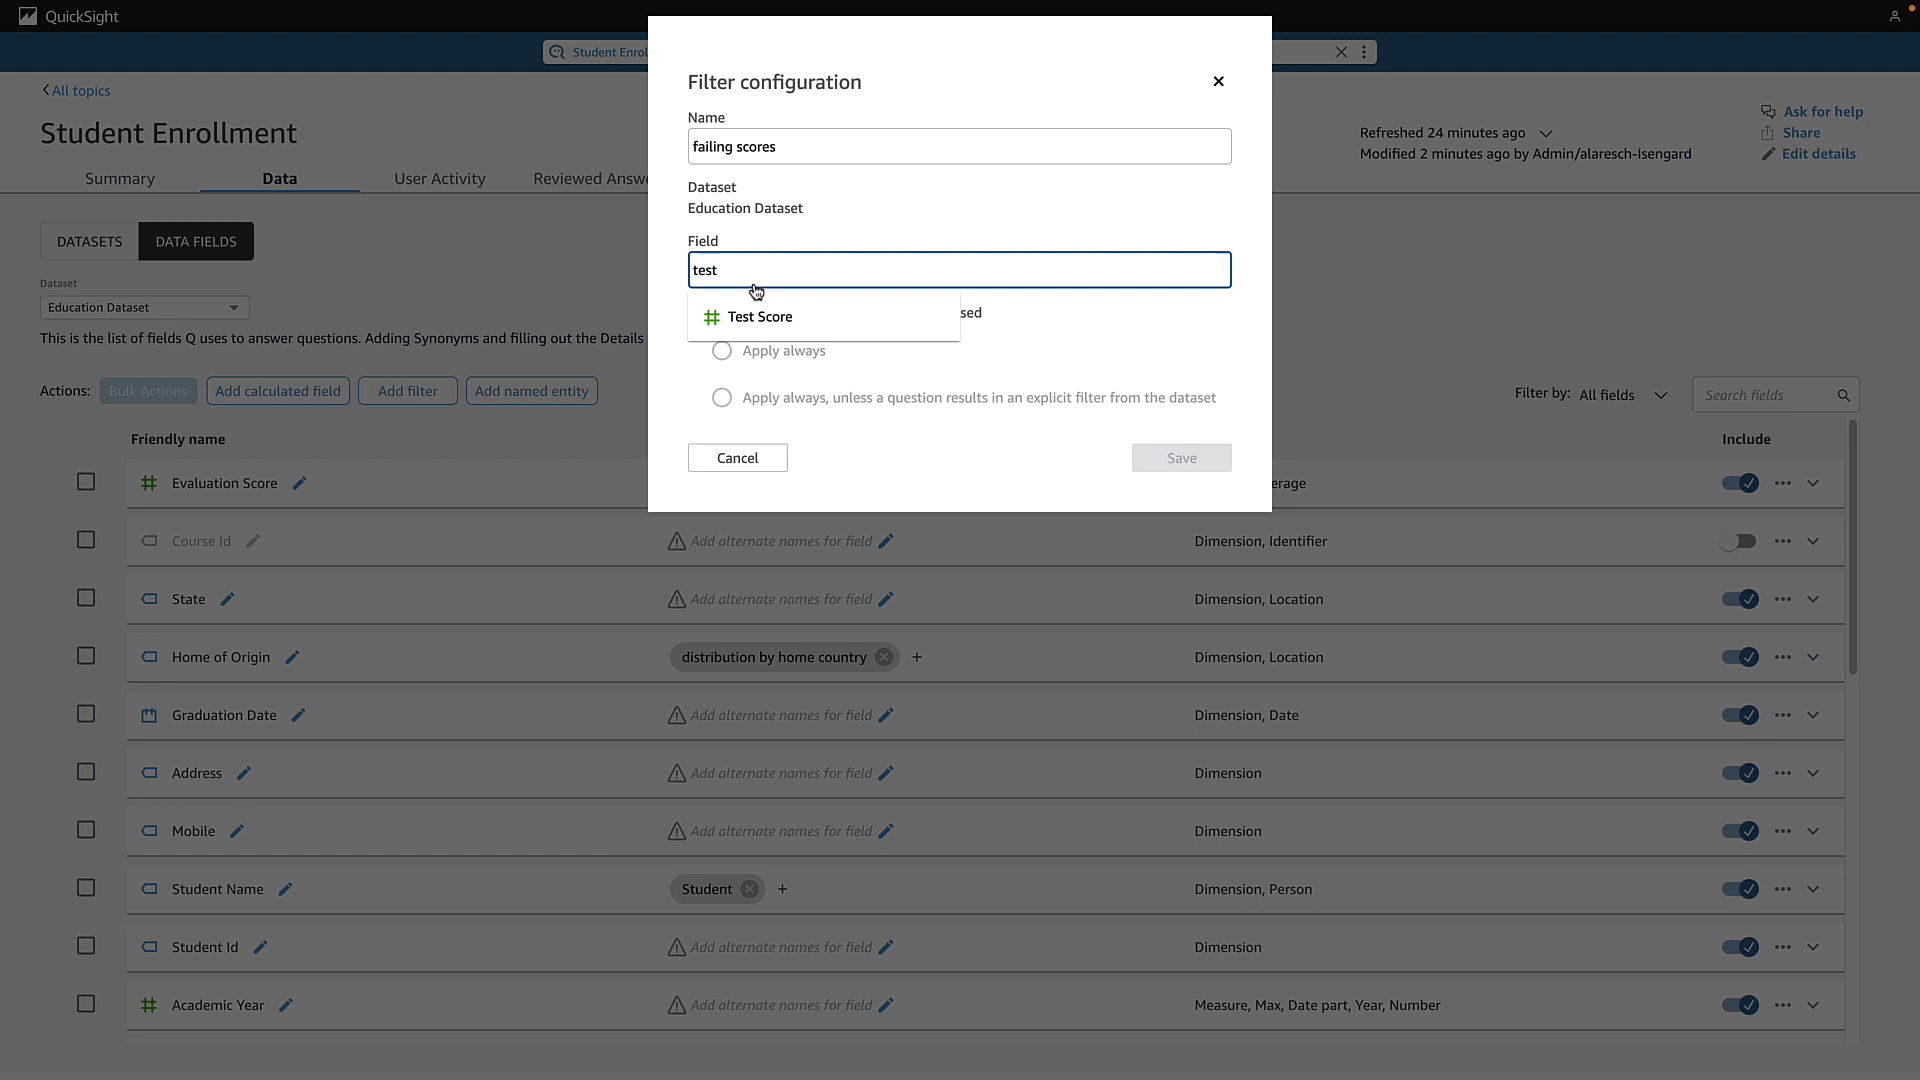 QuickSight
Student Enrol
All topics
Student Enrollment
Summary
Data
User Activity
Reviewed Answ
Refreshed 24 minutes ago
Modified 2 minutes ago by Admin/alaresch-Isengard
Ask for help
Share
Edit details
Filter configuration
Name
failing scores
Dataset
Education Dataset
Field
test
Test Score
sed
Apply always
Apply always, unless a question results in an explicit filter from the dataset
Cancel
Save
DATASETS
DATA FIELDS
Dataset
Education Dataset
This is the list of fields Q uses to answer questions. Adding Synonyms and filling out the Details
Actions:
Bulk Actions
Add calculated field
Add filter
Add named entity
Filter by: All fields
Search fields
Friendly name
Include
Evaluation Score
erage
Course Id
Add alternate names for field
Dimension, Identifier
State
Add alternate names for field
Dimension, Location
Home of Origin
distribution by home country
Dimension, Location
Graduation Date
Add alternate names for field
Dimension, Date
Address
Add alternate names for field
Dimension
Mobile
Add alternate names for field
Dimension
Student Name
Student
Dimension, Person
Student Id
Add alternate names for field
Dimension
Academic Year
Add alternate names for field
Measure, Max, Date part, Year, Number